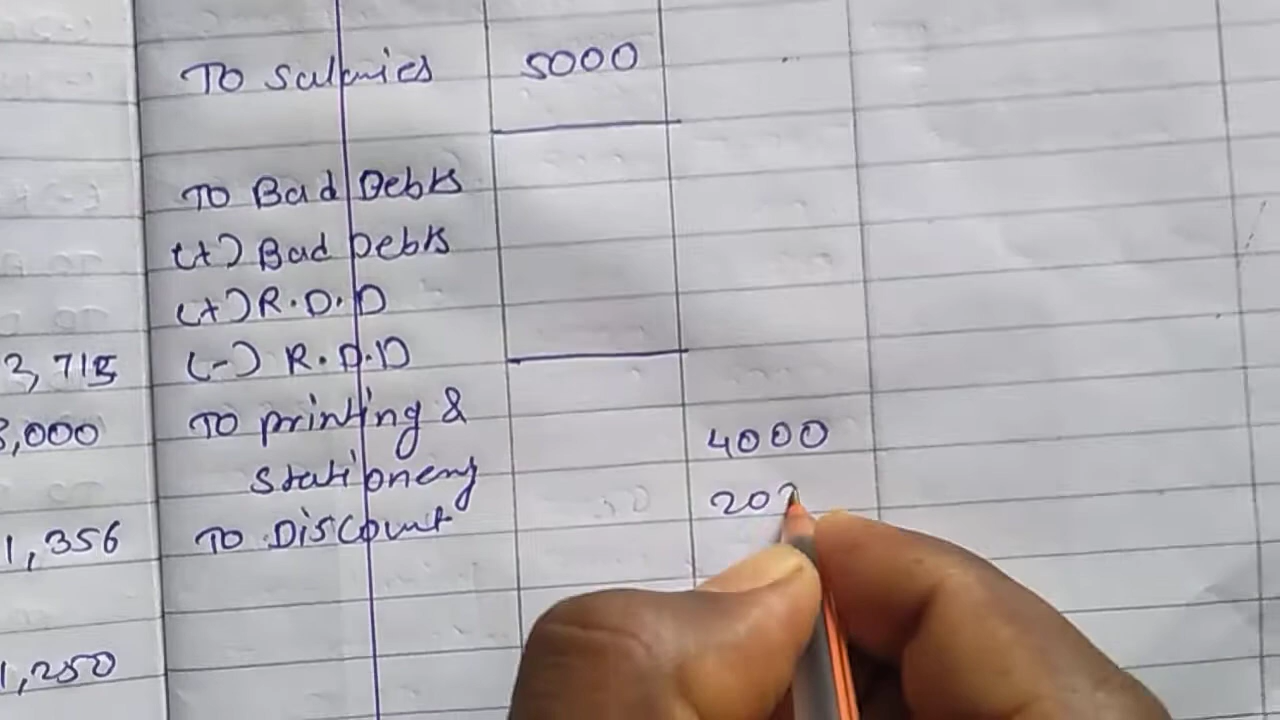 To Salaries 5000
To Bad Debts
(+) Bad Debts
(+) R.D.D
3,715 (-) R.D.D
,000 To printing &
4000
Stationery
20
1,356 To Discount
1,250